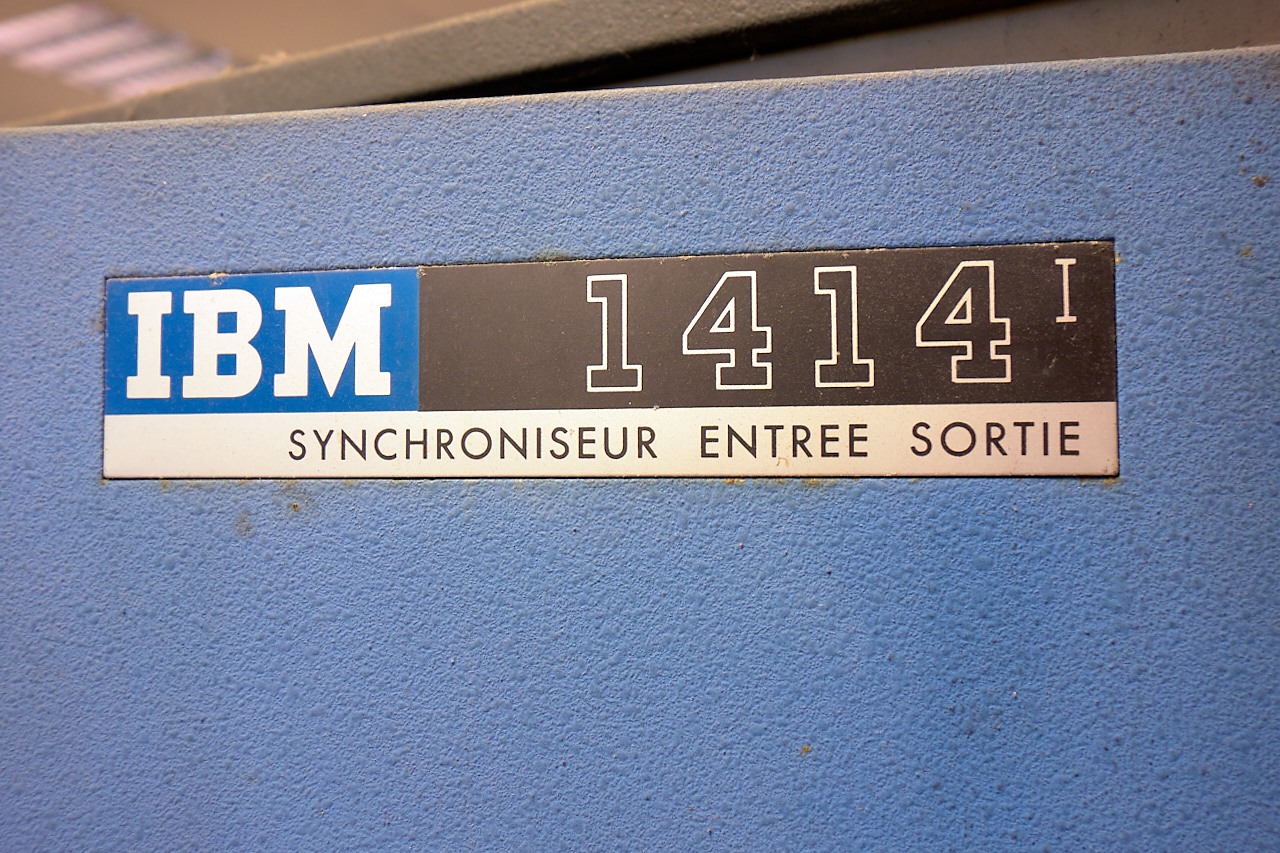 IBM 1414 I
SYNCHRONISEUR ENTREE SORTIE